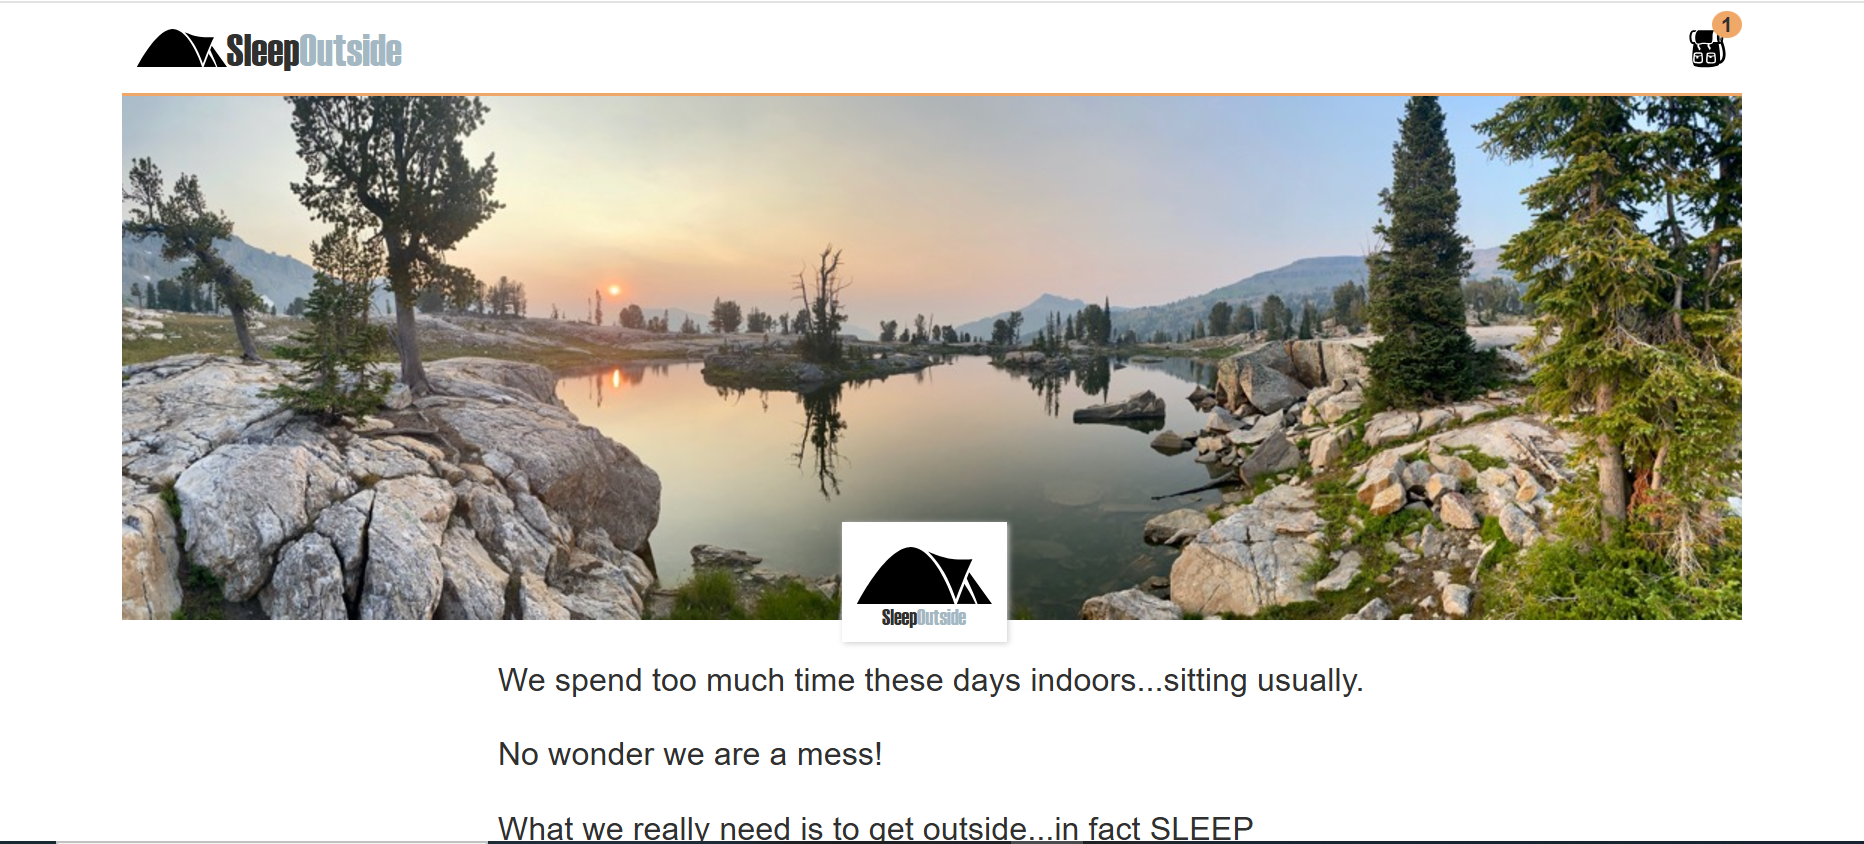 SleepOutside
1
SleepOutside
We spend too much time these days indoors...sitting usually.
No wonder we are a mess!
What we really need is to get outside...in fact SLEEP